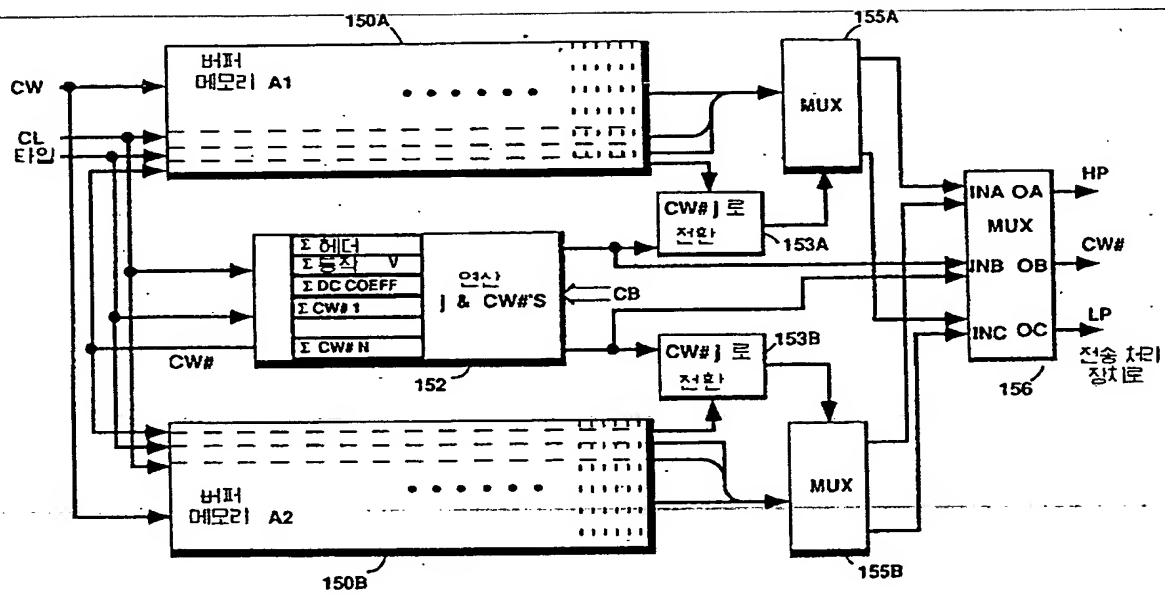 150A
155A
버퍼
메모리 A1
CW
MUX
CL
타입
HP
CW# j 로
전환
153A
INA OA
MUX
Σ 헤더
Σ 동작 V
Σ DC COEFF
Σ CW# 1
Σ CW# N
연산
j & CW#'S
CB
CW#
INB OB
LP
INC OC
CW# j 로
전환
153B
156
전송 처리
장치로
CW#
152
버퍼
메모리 A2
MUX
150B
155B